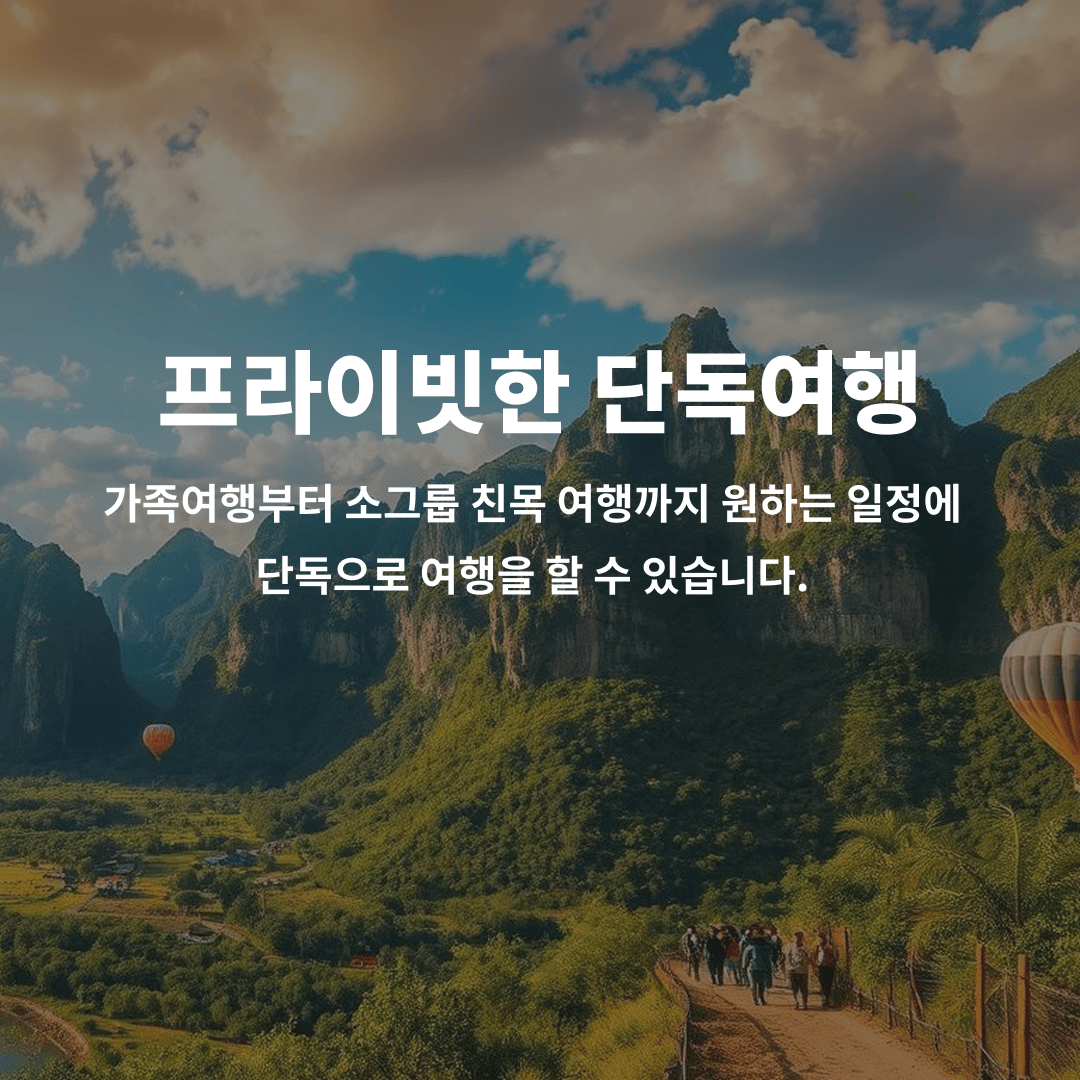 프라이빗한 단독여행
가족여행부터 소그룹 친목 여행까지 원하는 일정에
단독으로 여행을 할 수 있습니다.